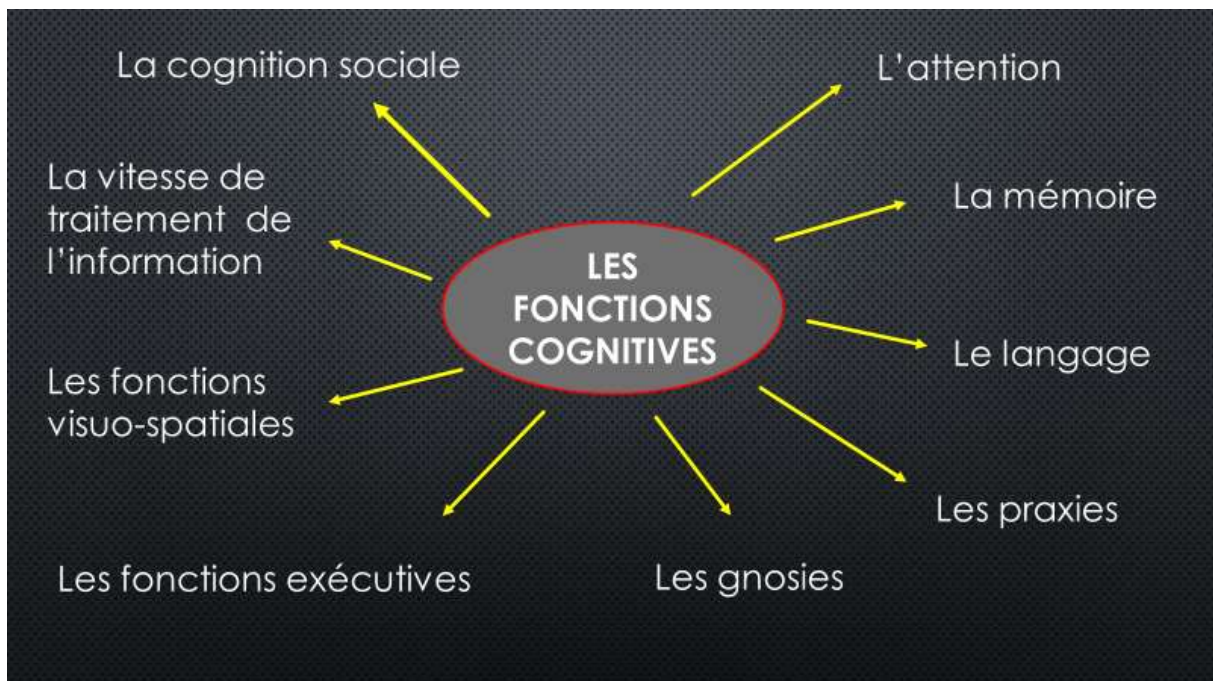 La cognition sociale
L'attention
La vitesse de
traitement de
l'information
La mémoire
LES
FONCTIONS
COGNITIVES
Le langage
Les fonctions
visuo-spatiales
Les praxies
Les fonctions exécutives
Les gnosies